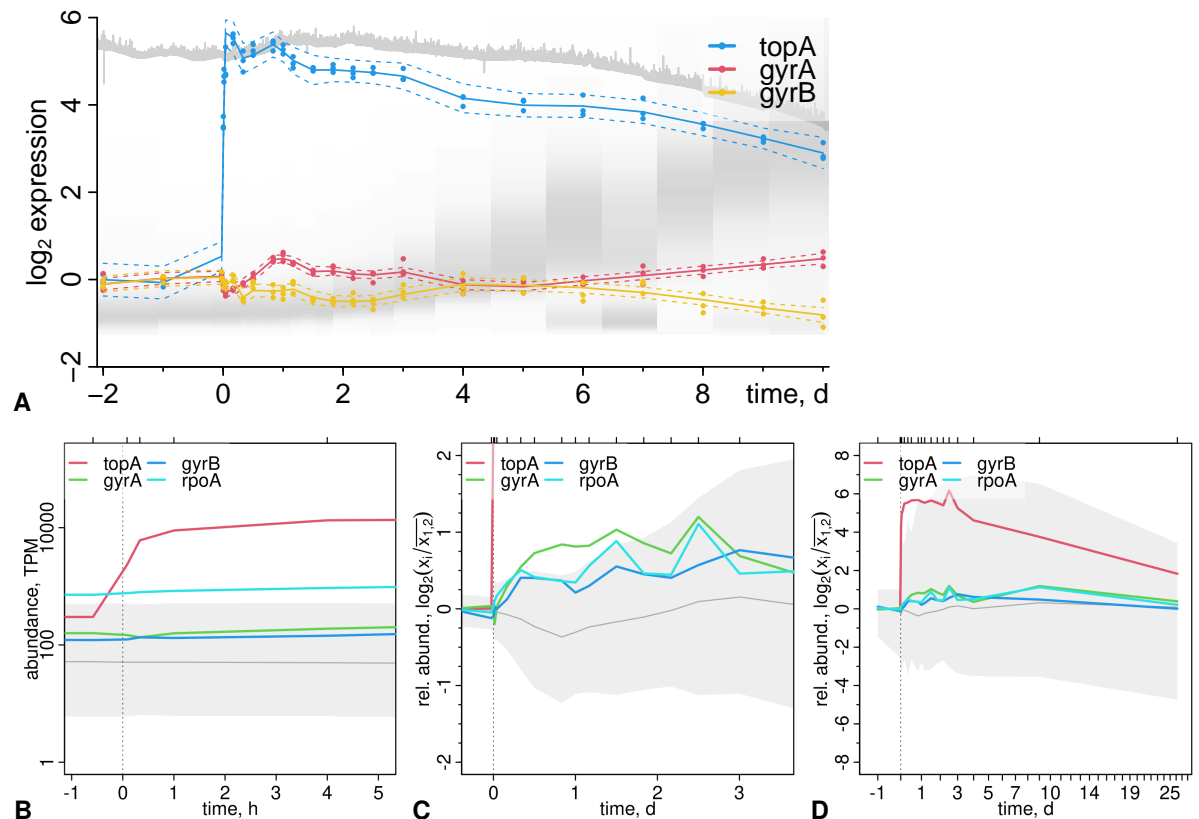 6
4
2
0
−2
log2 expression
topA
gyrA
gyrB
−2
0
2
4
6
8
time, d
A
topA
gyrA
gyrB
rpoA
10000
100
1
abundance, TPM
-1
0
1
2
3
4
5
time, h
B
topA
gyrA
gyrB
rpoA
2
1
0
-1
-2
rel. abund., log2(xi/x1,2)
0
1
2
3
time, d
C
topA
gyrA
gyrB
rpoA
8
6
4
2
0
-2
-4
-6
-8
rel. abund., log2(xi/x1,2)
-1
1
3
5
7
10
14
19
25
time, d
D